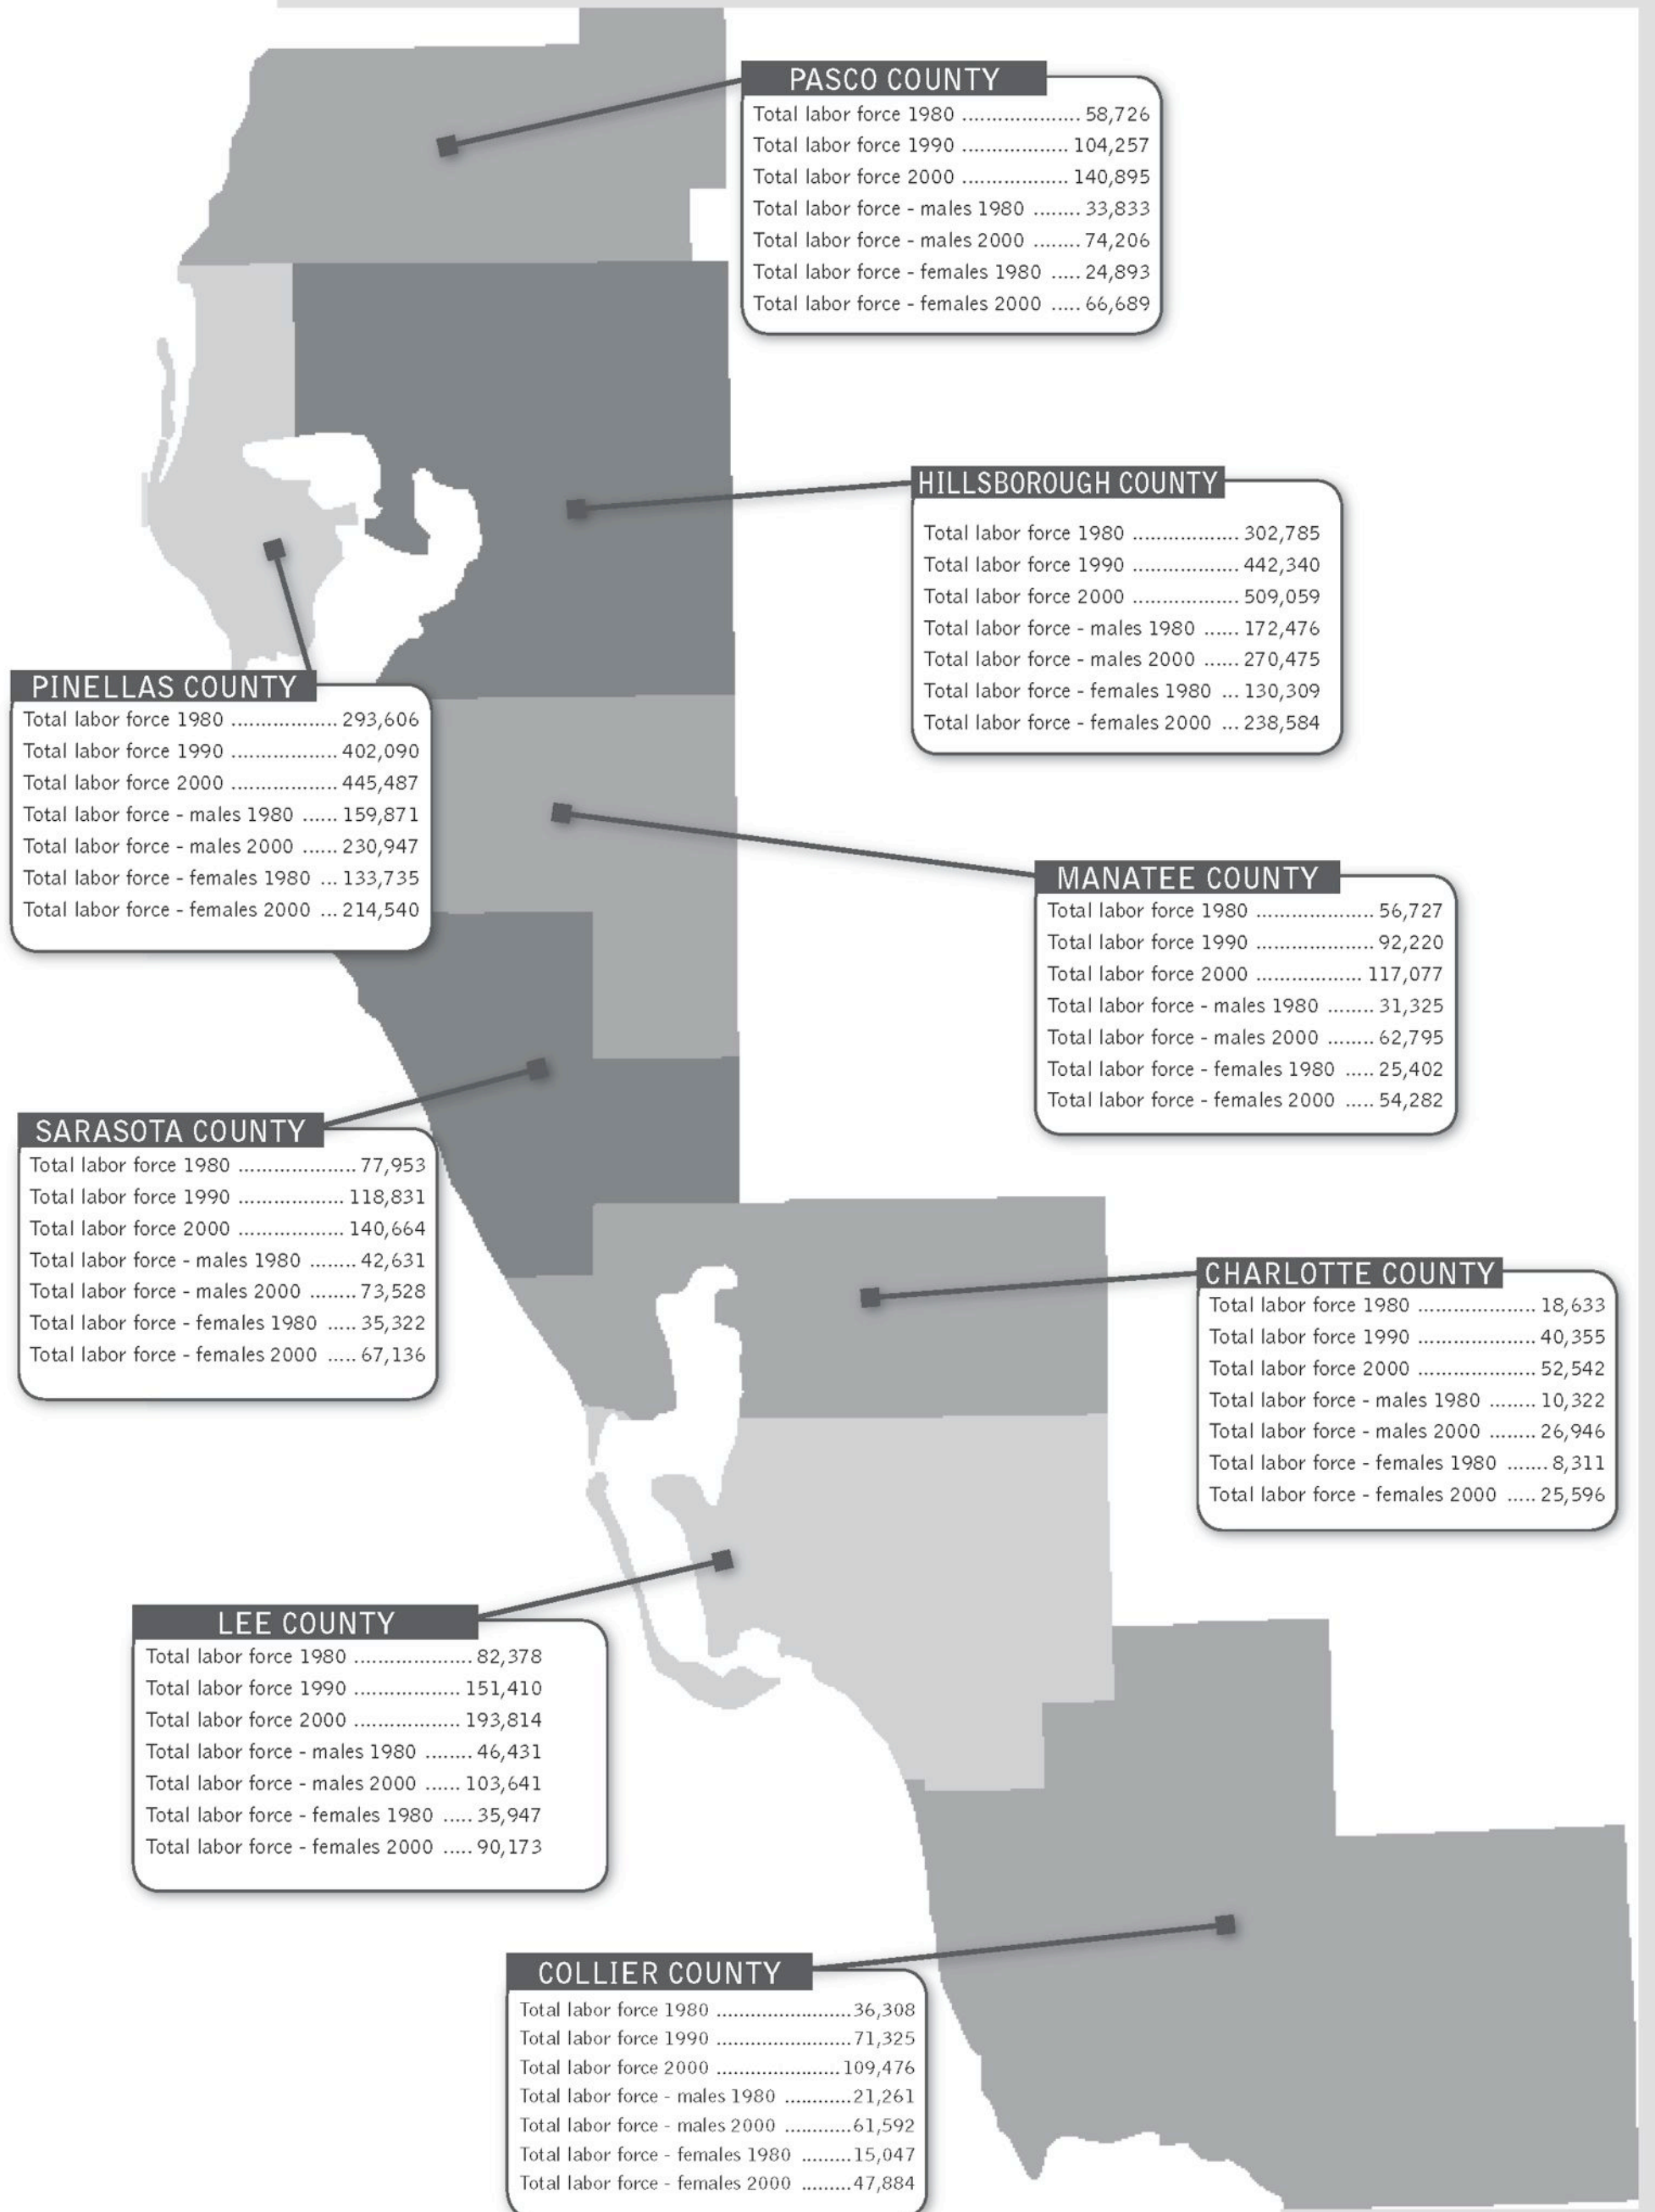 PASCO COUNTY
Total labor force 1980 .................... 58,726
Total labor force 1990 .................. 104,257
Total labor force 2000 .................. 140,895
Total labor force - males 1980 ........ 33,833
Total labor force - males 2000 ........ 74,206
Total labor force - females 1980 ..... 24,893
Total labor force - females 2000 ..... 66,689
HILLSBOROUGH COUNTY
Total labor force 1980 .................. 302,785
Total labor force 1990 .................. 442,340
Total labor force 2000 .................. 509,059
Total labor force - males 1980 ...... 172,476
Total labor force - males 2000 ...... 270,475
Total labor force - females 1980 ... 130,309
Total labor force - females 2000 ... 238,584
PINELLAS COUNTY
Total labor force 1980 .................. 293,606
Total labor force 1990 .................. 402,090
Total labor force 2000 .................. 445,487
Total labor force - males 1980 ...... 159,871
Total labor force - males 2000 ...... 230,947
Total labor force - females 1980 ... 133,735
Total labor force - females 2000 ... 214,540
MANATEE COUNTY
Total labor force 1980 .................... 56,727
Total labor force 1990 .................... 92,220
Total labor force 2000 .................. 117,077
Total labor force - males 1980 ........ 31,325
Total labor force - males 2000 ........ 62,795
Total labor force - females 1980 ..... 25,402
Total labor force - females 2000 ..... 54,282
SARASOTA COUNTY
Total labor force 1980 .................... 77,953
Total labor force 1990 .................. 118,831
Total labor force 2000 .................. 140,664
Total labor force - males 1980 ........ 42,631
Total labor force - males 2000 ........ 73,528
Total labor force - females 1980 ..... 35,322
Total labor force - females 2000 ..... 67,136
CHARLOTTE COUNTY
Total labor force 1980 .................... 18,633
Total labor force 1990 .................... 40,355
Total labor force 2000 .................... 52,542
Total labor force - males 1980 ........ 10,322
Total labor force - males 2000 ........ 26,946
Total labor force - females 1980 ....... 8,311
Total labor force - females 2000 ..... 25,596
LEE COUNTY
Total labor force 1980 .................... 82,378
Total labor force 1990 .................. 151,410
Total labor force 2000 .................. 193,814
Total labor force - males 1980 ........ 46,431
Total labor force - males 2000 ...... 103,641
Total labor force - females 1980 ..... 35,947
Total labor force - females 2000 ..... 90,173
COLLIER COUNTY
Total labor force 1980 .......................36,308
Total labor force 1990 .......................71,325
Total labor force 2000 .....................109,476
Total labor force - males 1980 ............21,261
Total labor force - males 2000 ............61,592
Total labor force - females 1980 .........15,047
Total labor force - females 2000 .........47,884